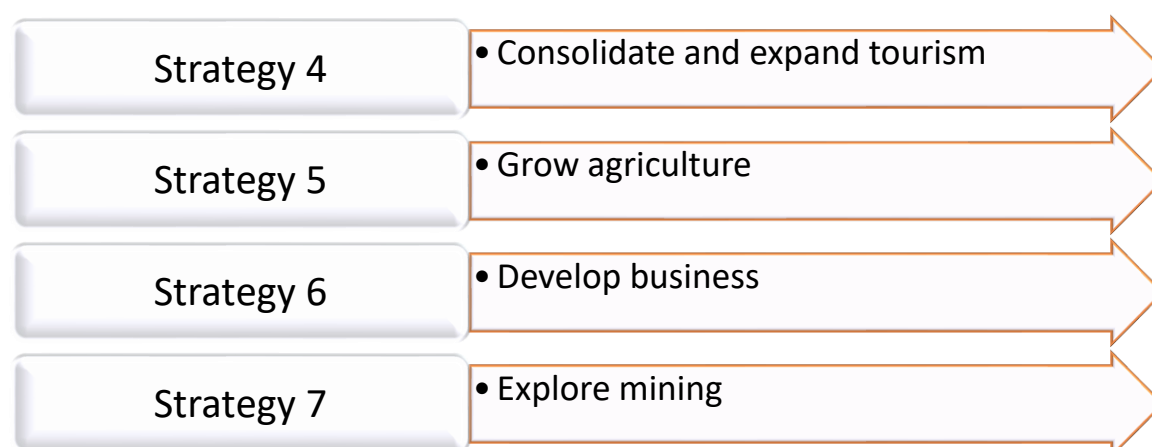 Strategy 4
• Consolidate and expand tourism
Strategy 5
• Grow agriculture
Strategy 6
• Develop business
Strategy 7
• Explore mining